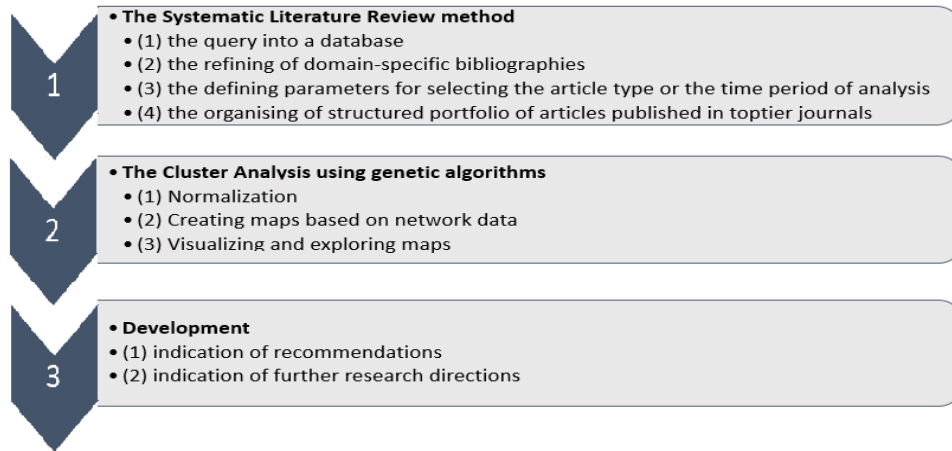 1
• The Systematic Literature Review method
• (1) the query into a database
• (2) the refining of domain-specific bibliographies
• (3) the defining parameters for selecting the article type or the time period of analysis
• (4) the organising of structured portfolio of articles published in toptier journals
2
• The Cluster Analysis using genetic algorithms
• (1) Normalization
• (2) Creating maps based on network data
• (3) Visualizing and exploring maps
3
• Development
• (1) indication of recommendations
• (2) indication of further research directions